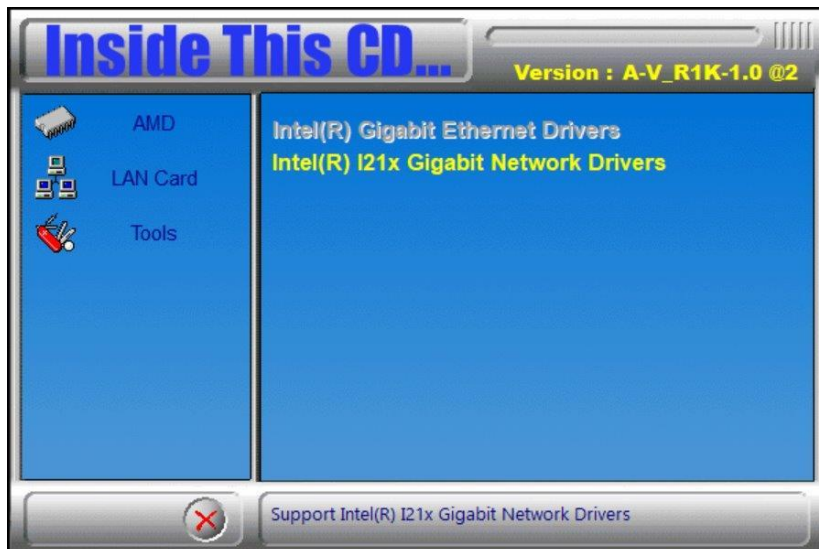 Inside This CD...
Version : A-V_R1K-1.0 @2
AMD
LAN Card
Tools
Intel(R) Gigabit Ethernet Drivers
Intel(R) I21x Gigabit Network Drivers
Support Intel(R) I21x Gigabit Network Drivers